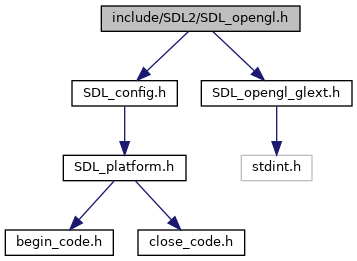 include/SDL2/SDL_opengl.h
SDL_config.h
SDL_opengl_glext.h
SDL_platform.h
stdint.h
begin_code.h
close_code.h